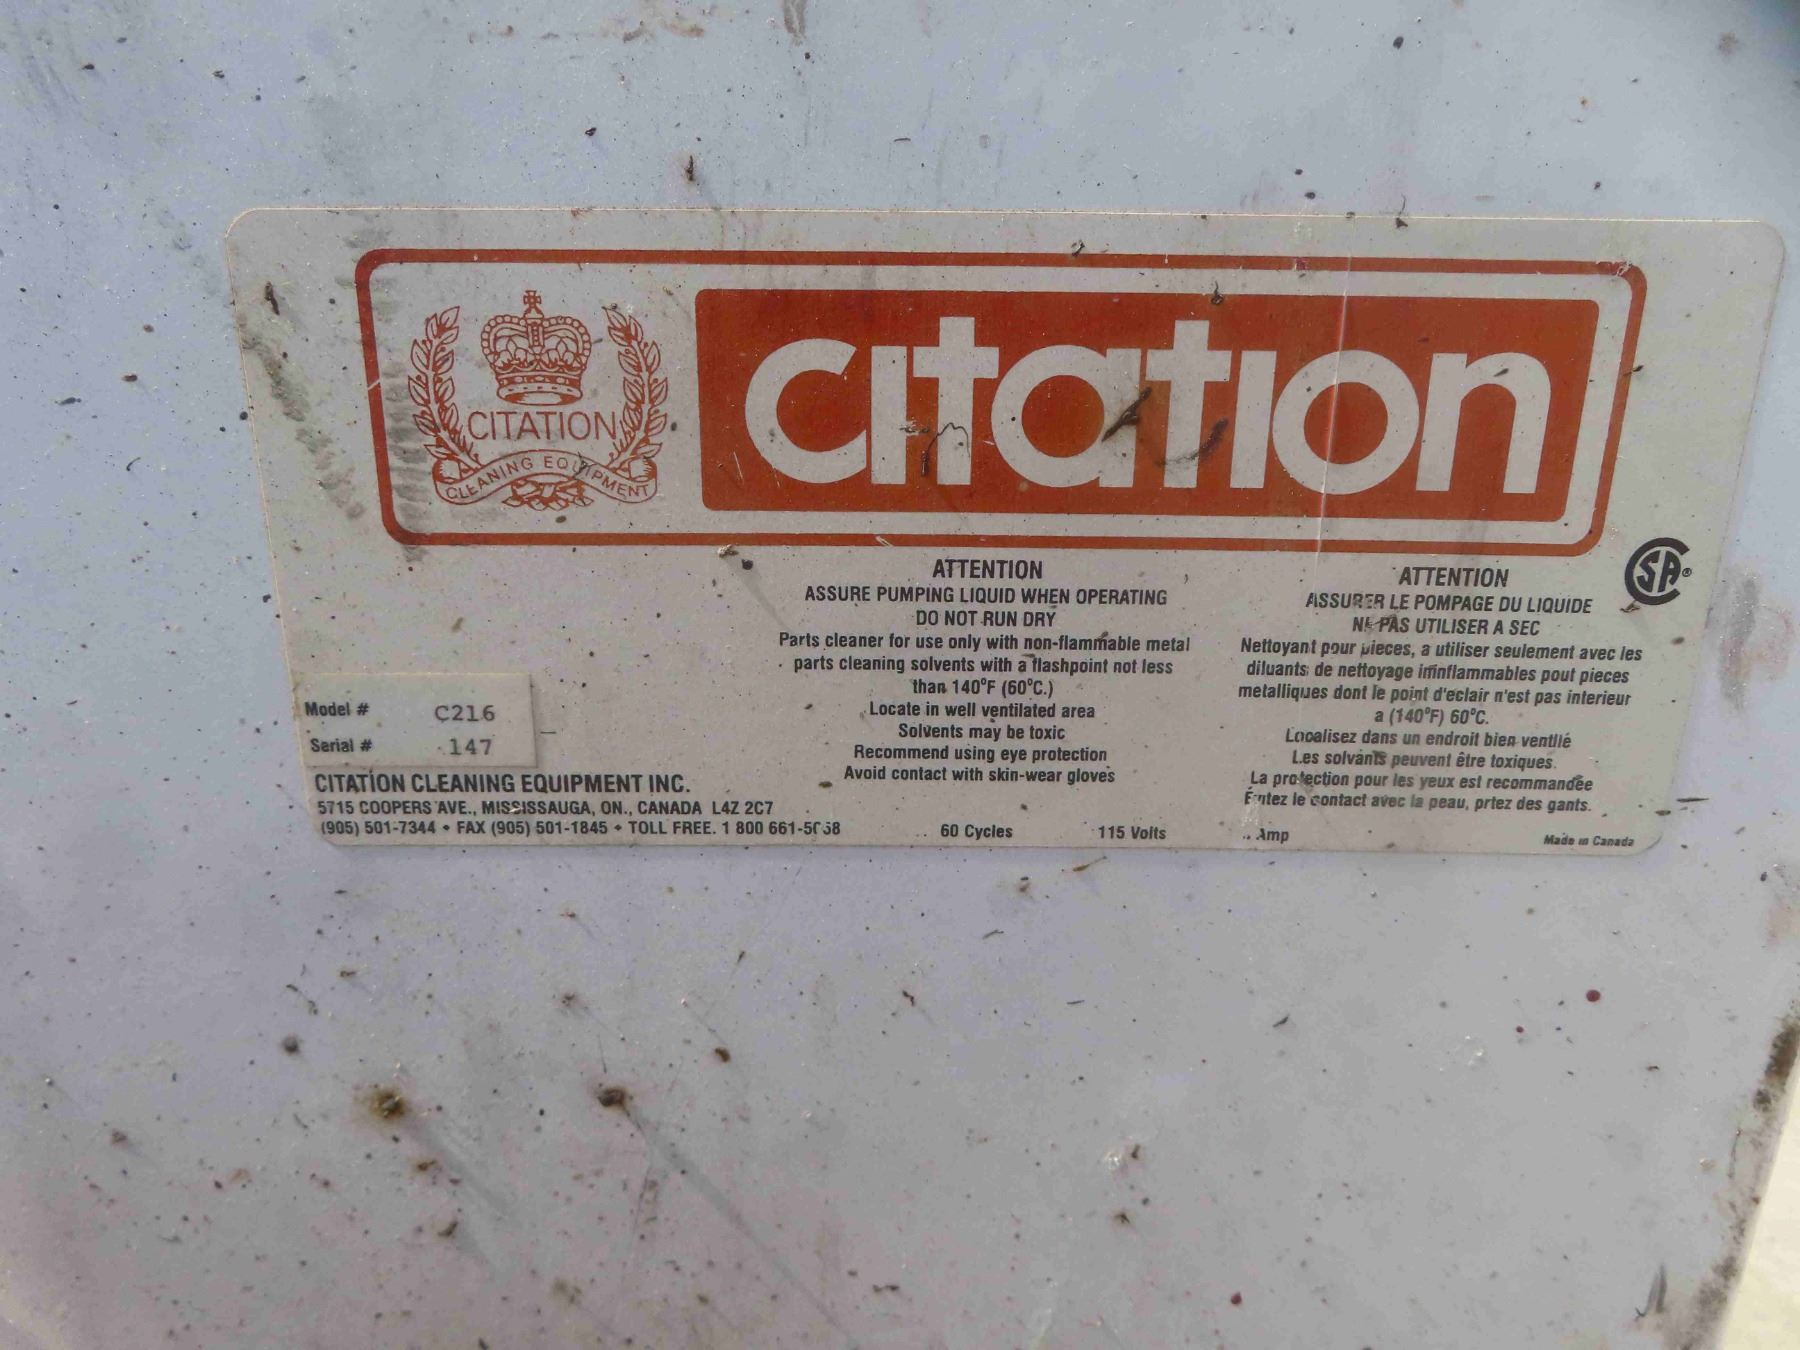 CITATION
CLEANING EQUIPMENT
citation
ATTENTION
ASSURE PUMPING LIQUID WHEN OPERATING
DO NOT RUN DRY
Parts cleaner for use only with non-flammable metal
parts cleaning solvents with a flashpoint not less
than 140°F (60°C.)
Locate in well ventilated area
Solvents may be toxic
Recommend using eye protection
Avoid contact with skin-wear gloves
ATTENTION
ASSURER LE POMPAGE DU LIQUIDE
NE PAS UTILISER A SEC
Nettoyant pour pieces, a utiliser seulement avec les
diluants de nettoyage ininflammables pout pieces
metalliques dont le point d'eclair n'est pas interieur
a (140°F) 60°C.
Localisez dans un endroit bien ventilé
Les solvants peuvent être toxiques.
La protection pour les yeux est recommandée
Évitez le contact avec la peau, prtez des gants.
SA®
Model # C216
Serial # 147
CITATION CLEANING EQUIPMENT INC.
5715 COOPERS AVE., MISSISSAUGA, ON., CANADA L4Z 2C7
(905) 501-7344 • FAX (905) 501-1845 • TOLL FREE. 1 800
60 Cycles 115 Volts Amp
Made in Canada